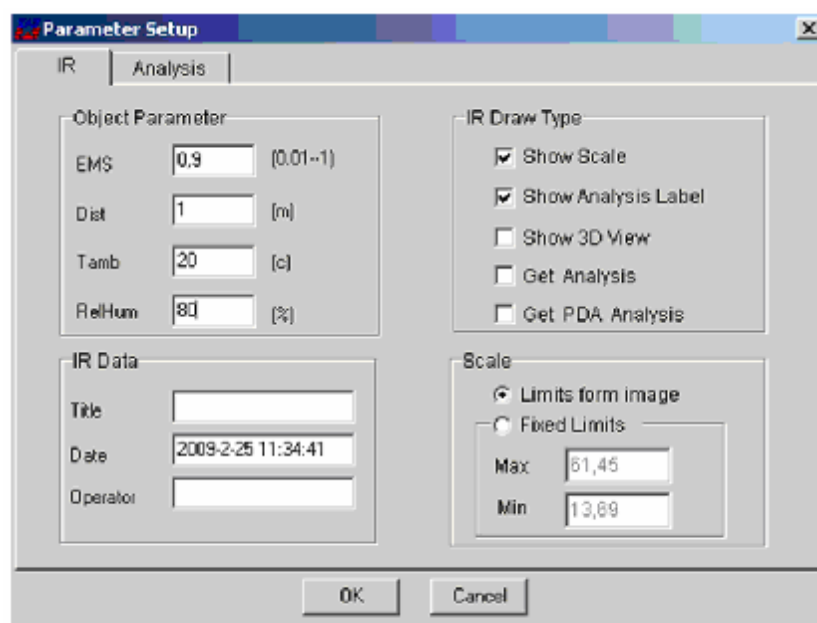 Parameter Setup
IR
Analysis
Object Parameter
EMS 0,9 (0.01--1)
Dist 1 [m]
Tamb 20 [c]
RelHum 80 [%]
IR Draw Type
Show Scale
Show Analysis Label
Show 3D View
Get Analysis
Get PDA Analysis
IR Data
Title
Date 2009-2-25 11:34:41
Operator
Scale
Limits form image
Fixed Limits
Max 61,45
Min 13,69
OK
Cancel